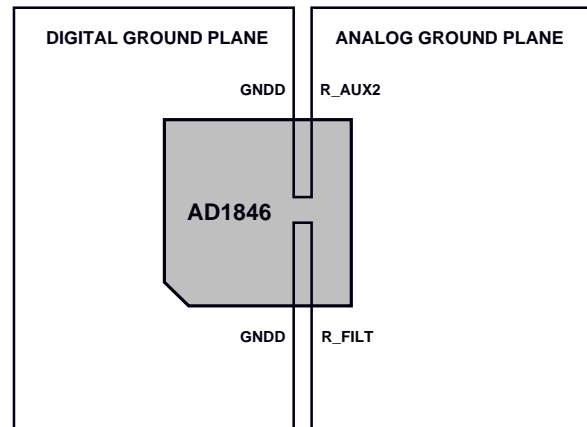 DIGITAL GROUND PLANE
ANALOG GROUND PLANE
GNDD
R_AUX2
AD1846
GNDD
R_FILT